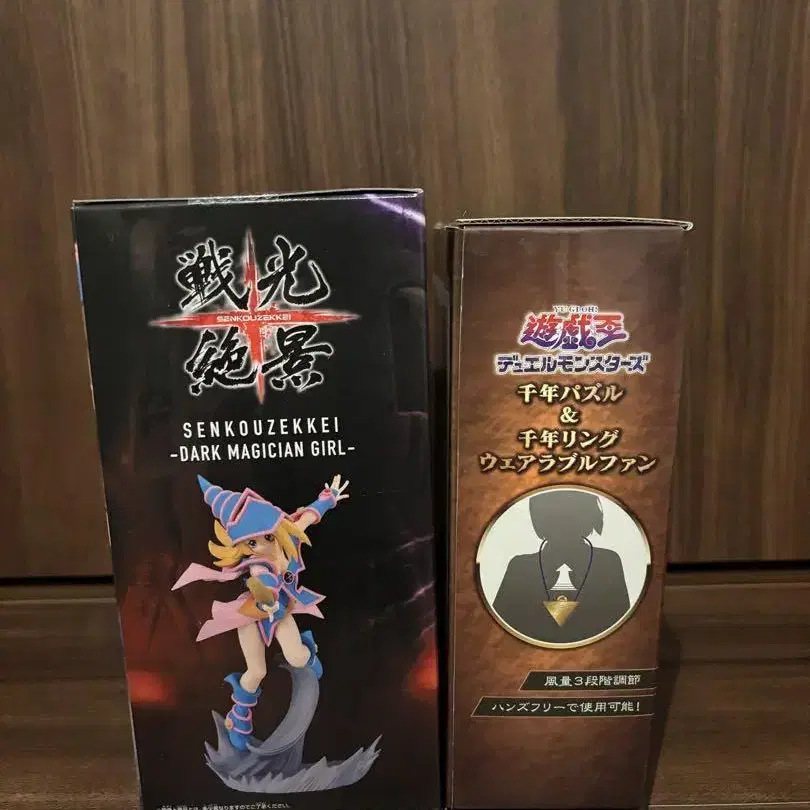 戦光
SENKOUZEKKEI
絶景
SENKOUZEKKEI
-DARK MAGICIAN GIRL-
YU-GI-OH!
遊戯王
デュエルモンスターズ
千年パズル
&
千年リング
ウェアラブルファン
風量3段階調節
ハンズフリーで使用可能!